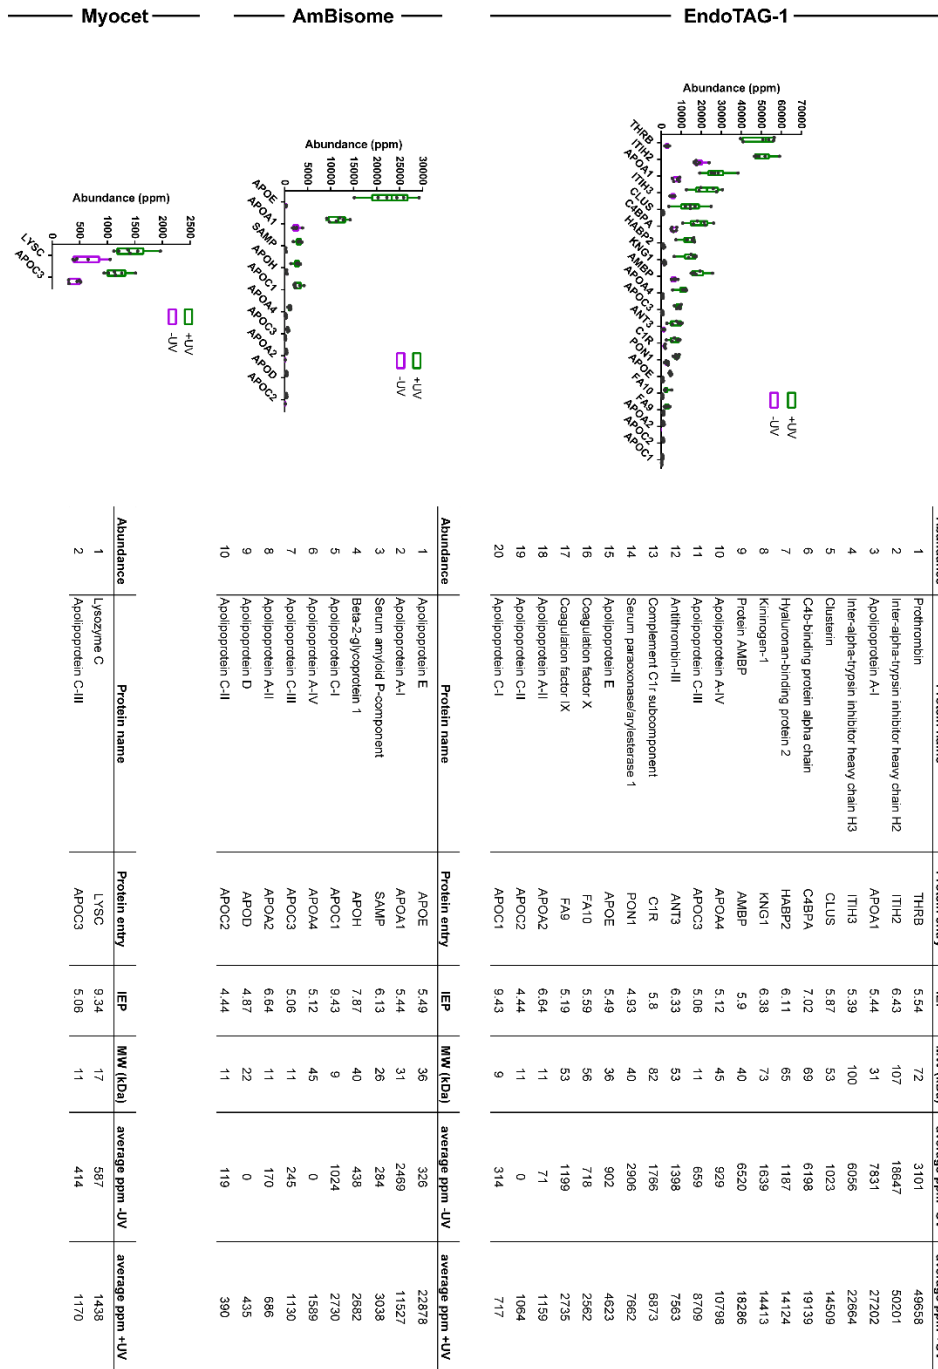 Myocet
Abundance (ppm)
0 5000 10000 15000 20000 25000
LYSC
APOC3
+UV
-UV
Abundance Protein name Protein entry IEP MW (kDa) average ppm -UV average ppm +UV
1 Lysozyme C LYSC 9.34 17 587 1438
2 Apolipoprotein C-III APOC3 5.06 11 414 1170
AmBisome
Abundance (ppm)
0 5000 10000 15000 20000 25000 30000
APOE
APOA1
SAMP
APOH
APOC1
APOA4
APOC3
APOA2
APOD
APOC2
+UV
-UV
Abundance Protein name Protein entry IEP MW (kDa) average ppm -UV average ppm +UV
1 Apolipoprotein E APOE 5.49 36 326 22878
2 Apolipoprotein A-I APOA1 5.44 31 2469 11527
3 Serum amyloid P-component SAMP 6.13 26 284 3038
4 Beta-2-glycoprotein 1 APOH 7.87 40 438 2682
5 Apolipoprotein C-I APOC1 9.43 9 1024 2730
6 Apolipoprotein A-IV APOA4 5.12 45 0 1589
7 Apolipoprotein C-III APOC3 5.06 11 245 1130
8 Apolipoprotein A-II APOA2 6.64 11 170 686
9 Apolipoprotein D APOD 4.87 22 0 435
10 Apolipoprotein C-II APOC2 4.44 11 119 390
EndoTAG-1
Abundance (ppm)
0 10000 20000 30000 40000 50000 60000 70000
THRB
ITIH2
APOA1
ITIH3
CLUS
C4BPA
HABP2
KNG1
AMBP
APOA4
APOC3
ANT3
C1R
PON1
APOE
FA10
FA9
APOA2
APOC2
APOC1
+UV
-UV
1 Prothrombin THRB 5.54 72 3101 49658
2 Inter-alpha-trypsin inhibitor heavy chain H2 ITIH2 6.43 107 18647 50201
3 Apolipoprotein A-I APOA1 5.44 31 7831 27202
4 Inter-alpha-trypsin inhibitor heavy chain H3 ITIH3 5.39 100 6056 22664
5 Clusterin CLUS 5.87 53 1023 14509
6 C4b-binding protein alpha chain C4BPA 7.02 69 6198 19139
7 Hyaluronan-binding protein 2 HABP2 6.11 65 1187 14124
8 Kininogen-1 KNG1 6.38 73 1639 14413
9 Protein AMBP AMBP 5.9 40 6520 18286
10 Apolipoprotein A-IV APOA4 5.12 45 929 10798
11 Apolipoprotein C-III APOC3 5.06 11 659 8709
12 Antithrombin-III ANT3 6.33 53 1398 7563
13 Complement C1r subcomponent C1R 5.8 82 1766 6873
14 Serum paraoxonase/arylesterase 1 PON1 4.93 40 2906 7662
15 Apolipoprotein E APOE 5.49 36 902 4623
16 Coagulation factor X FA10 5.59 56 718 2562
17 Coagulation factor IX FA9 5.19 53 1199 2735
18 Apolipoprotein A-II APOA2 6.64 11 71 1159
19 Apolipoprotein C-II APOC2 4.44 11 0 1064
20 Apolipoprotein C-I APOC1 9.43 9 314 717